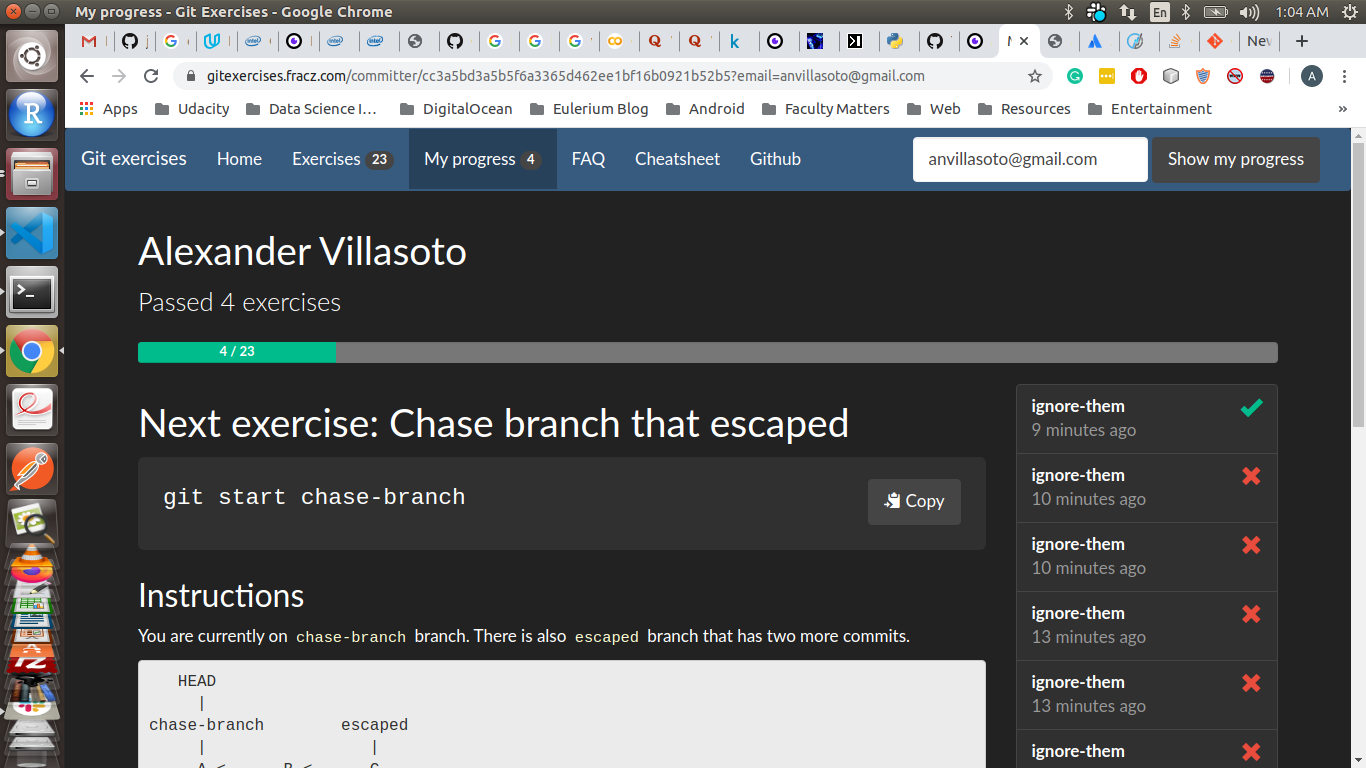 My progress - Git Exercises - Google Chrome
En
1:04 AM
M
Nev
gitexercises.fracz.com/committer/cc3a5bd3a5b5f6a3365d462ee1bf16b0921b52b5?email=anvillasoto@gmail.com
A
Apps
Udacity
Data Science I...
DigitalOcean
Eulerium Blog
Android
Faculty Matters
Web
Resources
Entertainment
»
Git exercises
Home
Exercises 23
My progress 4
FAQ
Cheatsheet
Github
anvillasoto@gmail.com
Show my progress
Alexander Villasoto
Passed 4 exercises
4 / 23
Next exercise: Chase branch that escaped
git start chase-branch
Copy
Instructions
You are currently on chase-branch branch. There is also escaped branch that has two more commits.
HEAD
|
chase-branch escaped
| |
A <----- B <----- C
ignore-them
9 minutes ago
ignore-them
10 minutes ago
ignore-them
10 minutes ago
ignore-them
13 minutes ago
ignore-them
13 minutes ago
ignore-them